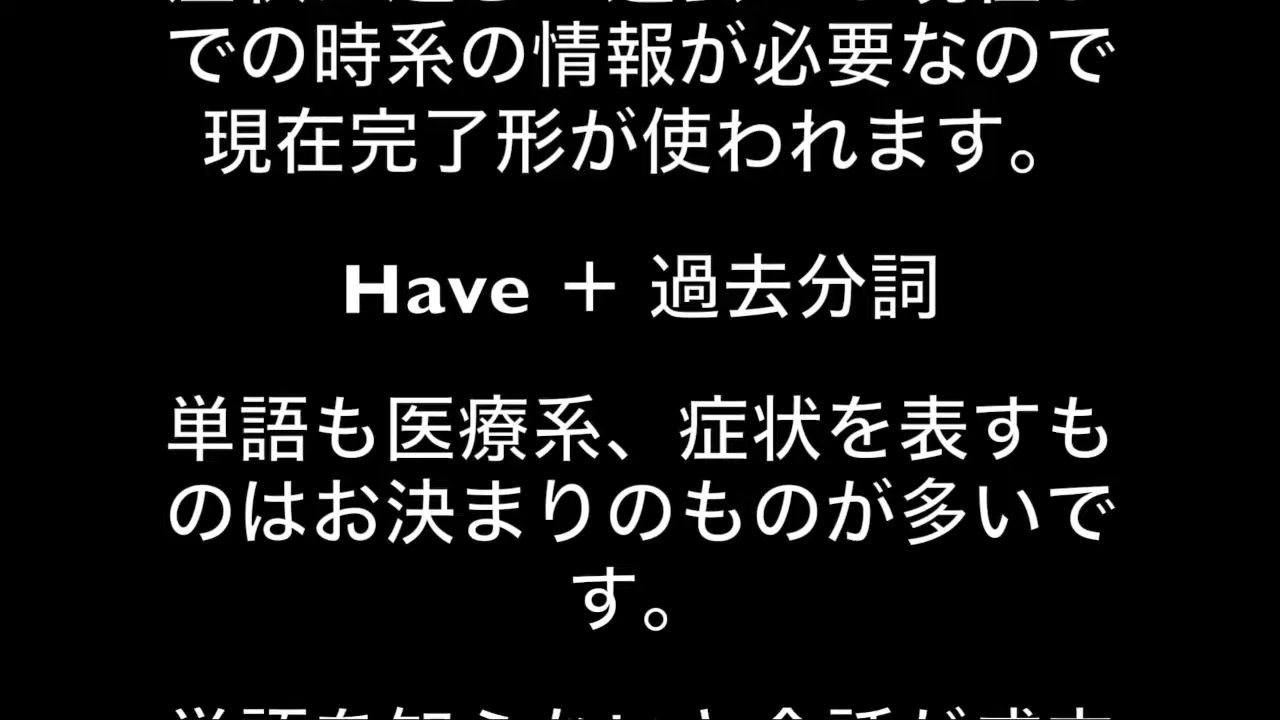 での時系の情報が必要なので
現在完了形が使われます。
Have ＋ 過去分詞
単語も医療系、症状を表すも
のはお決まりのものが多いで
す。